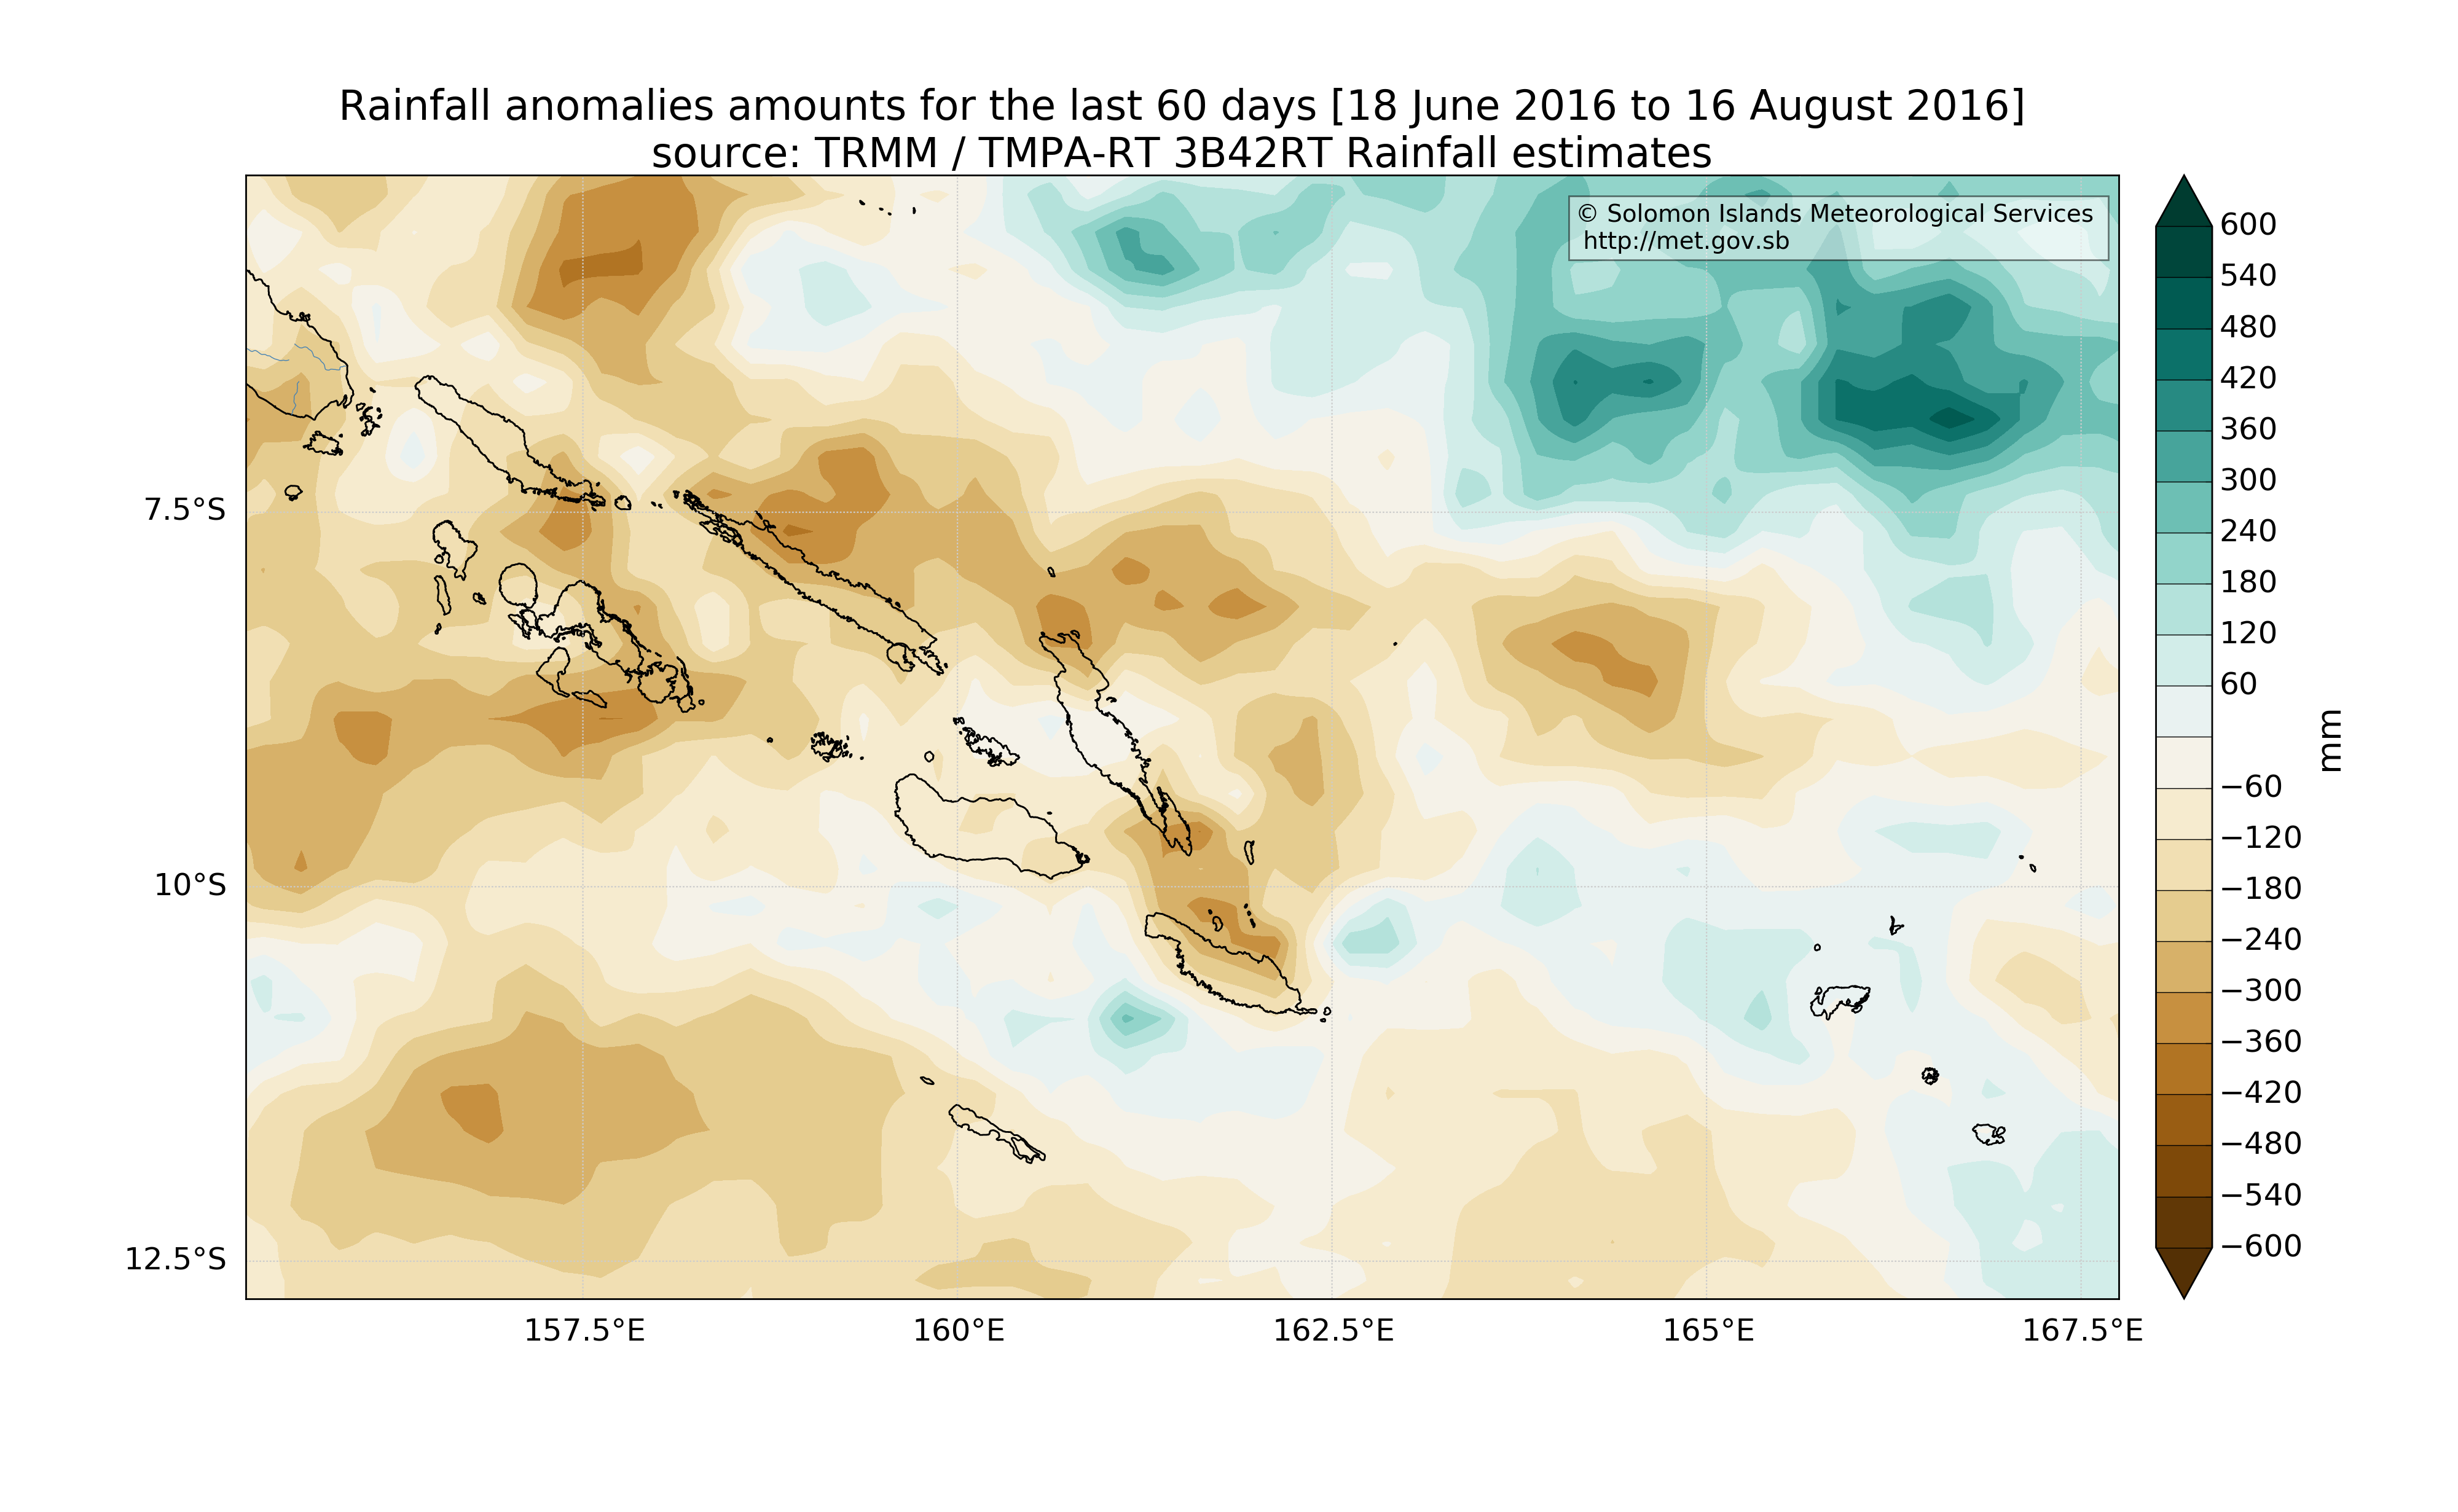 Rainfall anomalies amounts for the last 60 days [18 June 2016 to 16 August 2016]
source: TRMM / TMPA-RT 3B42RT Rainfall estimates
© Solomon Islands Meteorological Services
http://met.gov.sb
7.5°S
10°S
12.5°S
157.5°E
160°E
162.5°E
165°E
167.5°E
600
540
480
420
360
300
240
180
120
60
−60
−120
−180
−240
−300
−360
−420
−480
−540
−600
mm